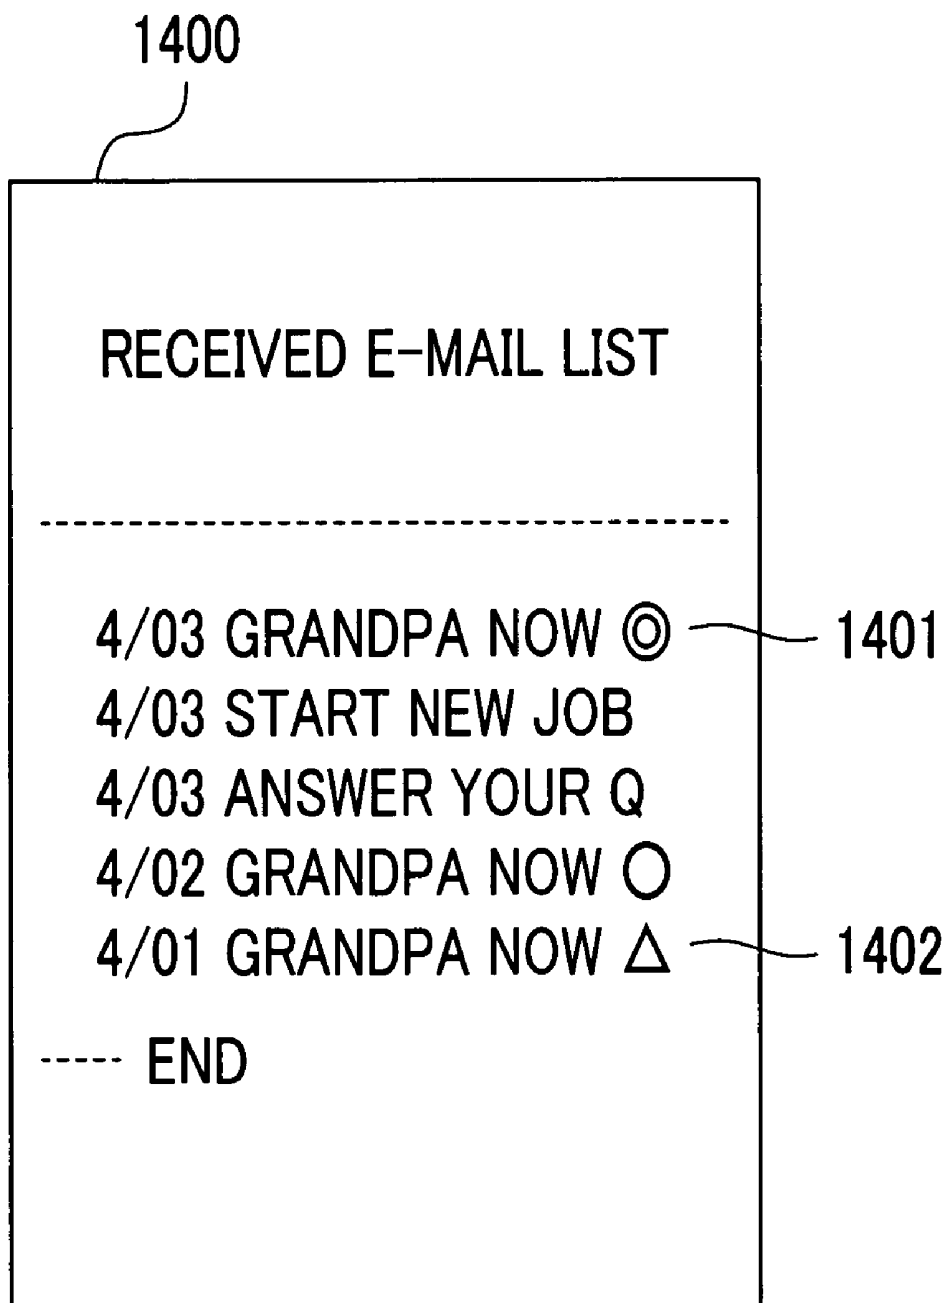 1400
RECEIVED E-MAIL LIST
4/03 GRANDPA NOW ◎ 1401
4/03 START NEW JOB
4/03 ANSWER YOUR Q
4/02 GRANDPA NOW ○
4/01 GRANDPA NOW △ 1402
----- END